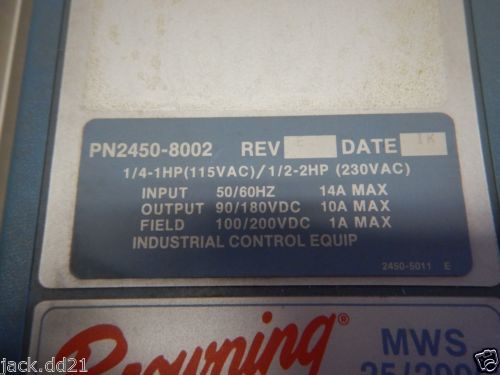 PN2450-8002 REV E DATE 1K
1/4-1HP(115VAC)/1/2-2HP (230VAC)
INPUT 50/60HZ 14A MAX
OUTPUT 90/180VDC 10A MAX
FIELD 100/200VDC 1A MAX
INDUSTRIAL CONTROL EQUIP
2450-5011 E
Browning®
MWS
jack.dd21